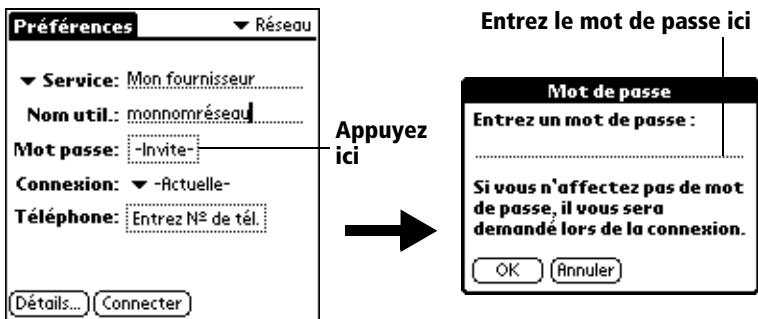 Préférences ▼ Réseau
▼ Service: Mon fournisseur
Nom util.: monnomréseau
Mot passe: -Invite-
Connexion: ▼ -Actuelle-
Téléphone: Entrez Nº de tél.
Détails... Connecter
Appuyez
ici
Entrez le mot de passe ici
Mot de passe
Entrez un mot de passe :
Si vous n'affectez pas de mot
de passe, il vous sera
demandé lors de la connexion.
OK Annuler